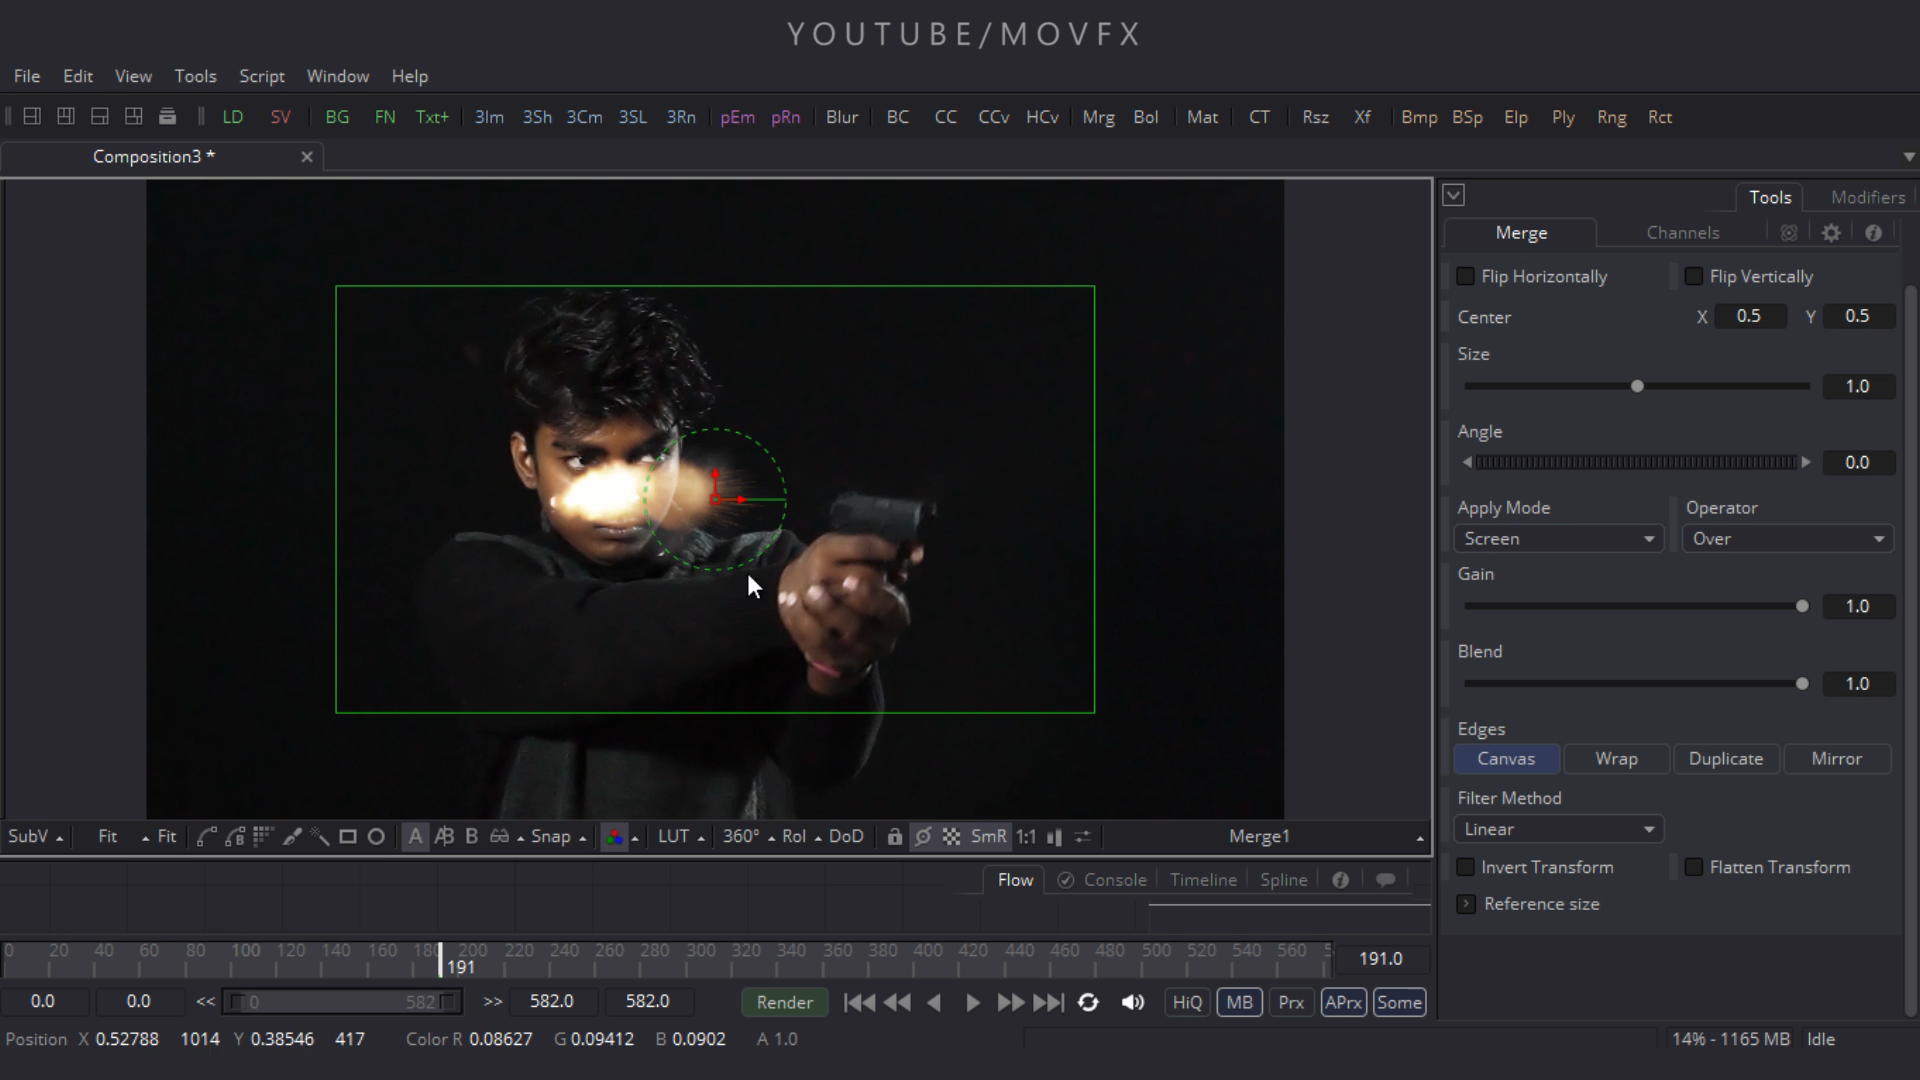 YOUTUBE/MOVFX
File Edit View Tools Script Window Help
LD SV BG FN Txt+ 3Im 3Sh 3Cm 3SL 3Rn pEm pRn Blur BC CC CCv HCv Mrg Bol Mat CT Rsz Xf Bmp BSp Elp Ply Rng Rct
Composition3 *
Tools Modifiers
Merge Channels
Flip Horizontally Flip Vertically
Center X 0.5 Y 0.5
Size
1.0
Angle
0.0
Apply Mode Operator
Screen Over
Gain
1.0
Blend
1.0
Edges
Canvas Wrap Duplicate Mirror
Filter Method
Linear
Invert Transform Flatten Transform
Reference size
SubV Fit Fit A B Snap LUT 360° RoI DoD SmR 1:1 Merge1
Flow Console Timeline Spline
0 20 40 60 80 100 120 140 160 180 200 220 240 260 280 300 320 340 360 380 400 420 440 460 480 500 520 540 560 5
191 191.0
0.0 0.0 << 0 582 >> 582.0 582.0 Render HiQ MB Prx APrx Some
Position X 0.52788 1014 Y 0.38546 417 Color R 0.08627 G 0.09412 B 0.0902 A 1.0 14% - 1165 MB Idle